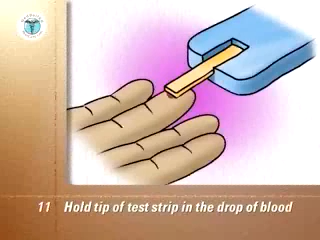 11 Hold tip of test strip in the drop of blood